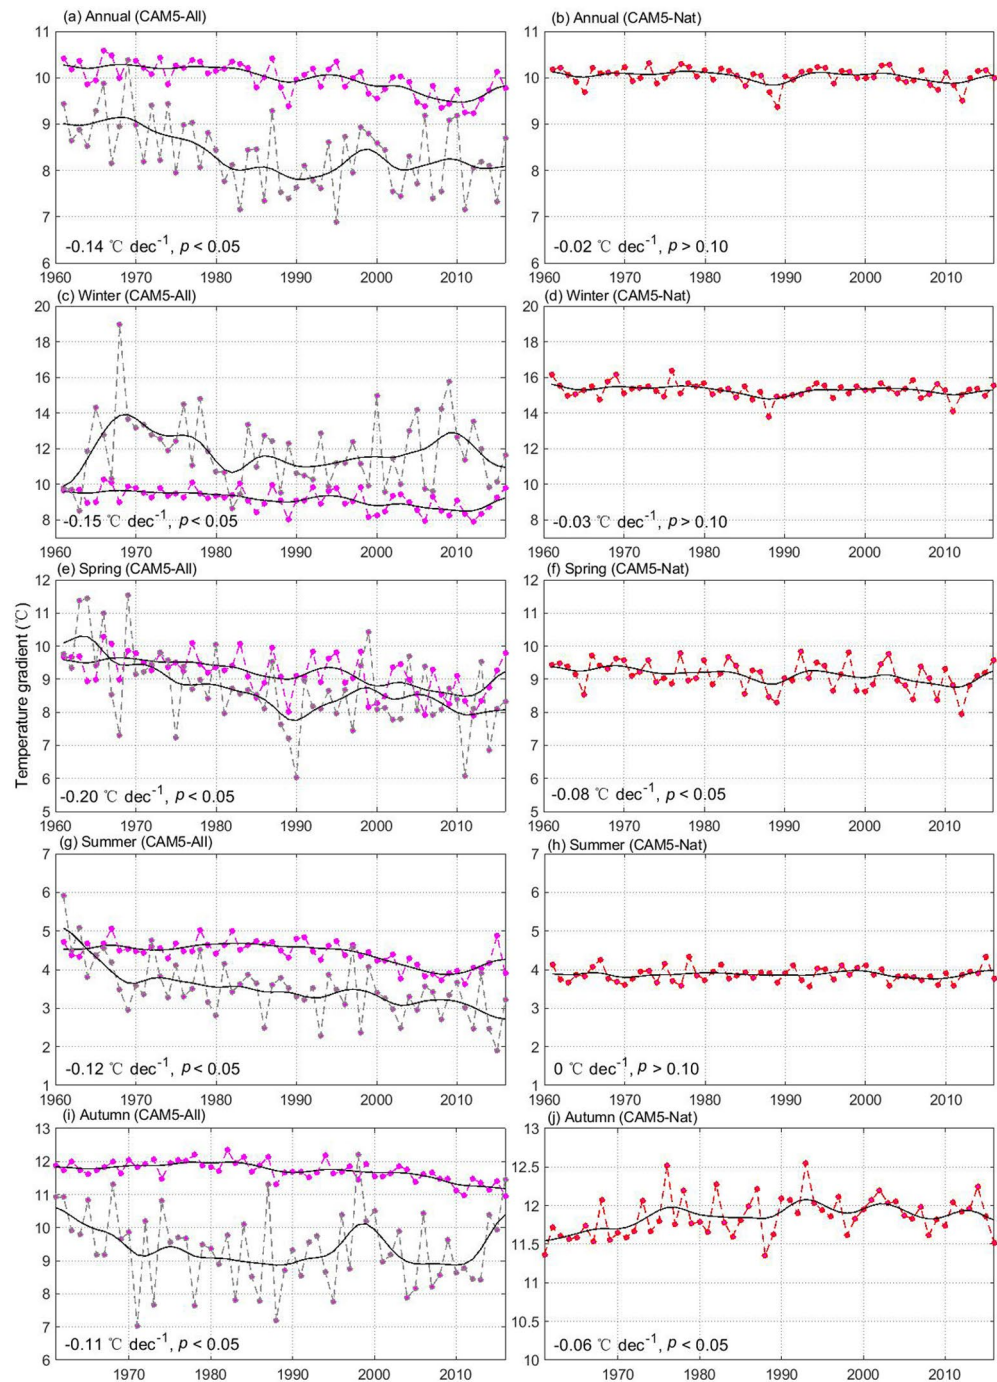 (a) Annual (CAM5-All)
(b) Annual (CAM5-Nat)
11
10
9
8
7
6
-0.14 ℃ dec⁻¹, p < 0.05
-0.02 ℃ dec⁻¹, p > 0.10
1960 1970 1980 1990 2000 2010
1960 1970 1980 1990 2000 2010
(c) Winter (CAM5-All)
(d) Winter (CAM5-Nat)
20
18
16
14
12
10
8
20
18
16
14
12
10
8
-0.15 ℃ dec⁻¹, p < 0.05
-0.03 ℃ dec⁻¹, p > 0.10
1960 1970 1980 1990 2000 2010
1960 1970 1980 1990 2000 2010
(e) Spring (CAM5-All)
(f) Spring (CAM5-Nat)
Temperature gradient (℃)
12
11
10
9
8
7
6
5
12
11
10
9
8
7
6
5
-0.20 ℃ dec⁻¹, p < 0.05
-0.08 ℃ dec⁻¹, p < 0.05
1960 1970 1980 1990 2000 2010
1960 1970 1980 1990 2000 2010
(g) Summer (CAM5-All)
(h) Summer (CAM5-Nat)
7
6
5
4
3
2
1
7
6
5
4
3
2
1
-0.12 ℃ dec⁻¹, p < 0.05
0 ℃ dec⁻¹, p > 0.10
1960 1970 1980 1990 2000 2010
1960 1970 1980 1990 2000 2010
(i) Autumn (CAM5-All)
(j) Autumn (CAM5-Nat)
13
12
11
10
9
8
7
6
13
12.5
12
11.5
11
10.5
10
-0.11 ℃ dec⁻¹, p < 0.05
-0.06 ℃ dec⁻¹, p < 0.05
1970 1980 1990 2000 2010
1970 1980 1990 2000 2010